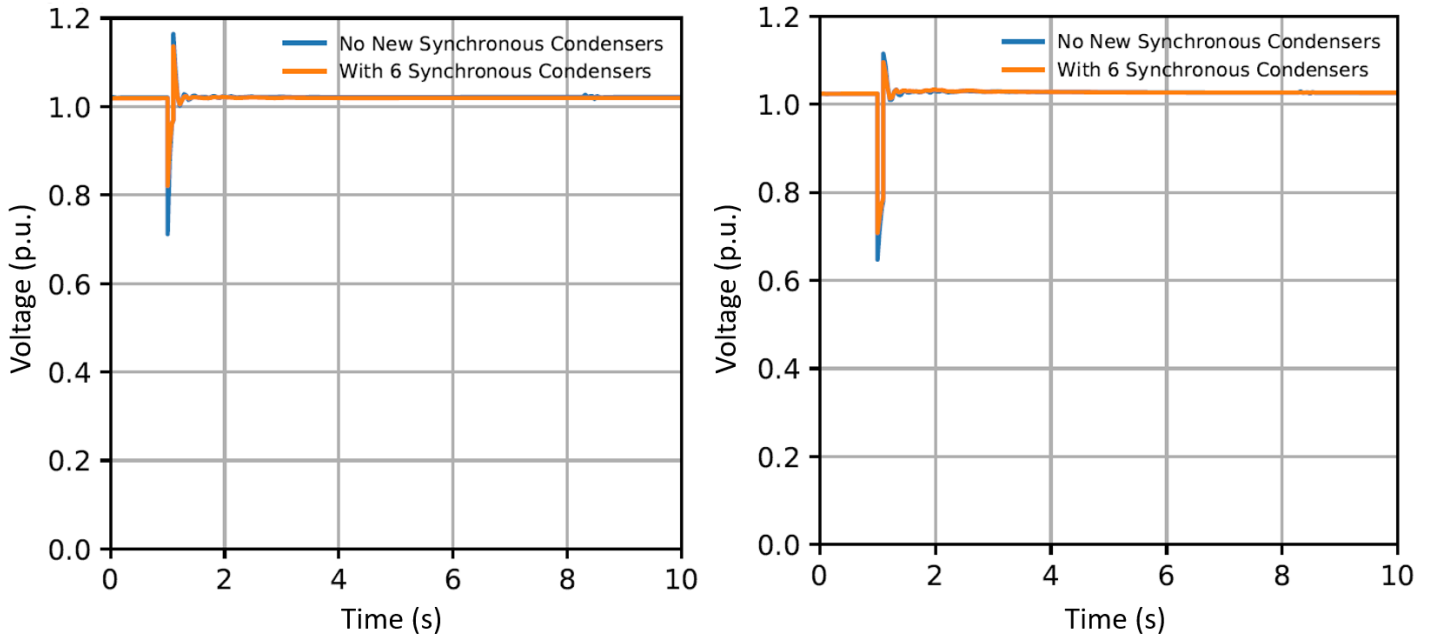 1.2
1.0
0.8
0.6
0.4
0.2
0.0
0 2 4 6 8 10
Voltage (p.u.)
Time (s)
No New Synchronous Condensers
With 6 Synchronous Condensers
1.2
1.0
0.8
0.6
0.4
0.2
0.0
0 2 4 6 8 10
Voltage (p.u.)
Time (s)
No New Synchronous Condensers
With 6 Synchronous Condensers